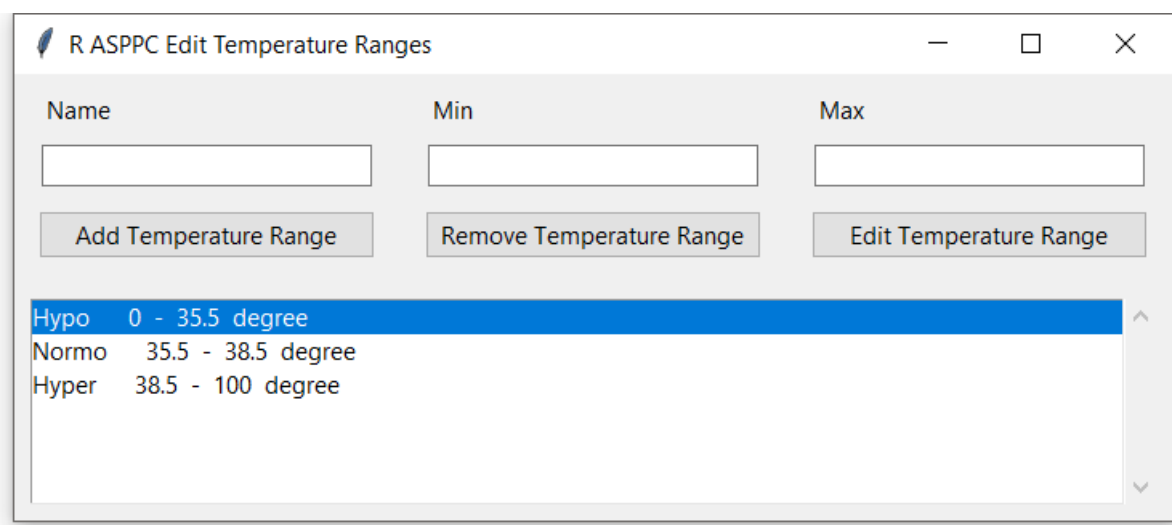 R ASPPC Edit Temperature Ranges
Name Min Max
Add Temperature Range Remove Temperature Range Edit Temperature Range
Hypo 0 - 35.5 degree
Normo 35.5 - 38.5 degree
Hyper 38.5 - 100 degree